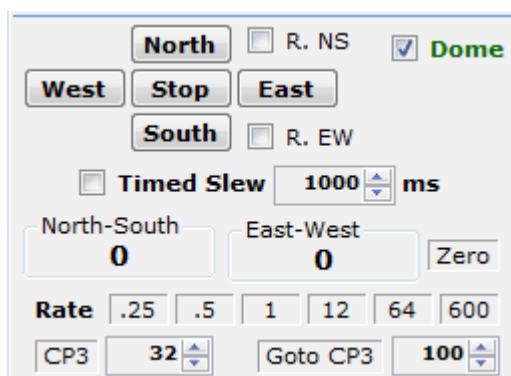 North R. NS Dome
West Stop East
South R. EW
Timed Slew 1000 ms
North-South East-West
0 0 Zero
Rate .25 .5 1 12 64 600
CP3 32 Goto CP3 100